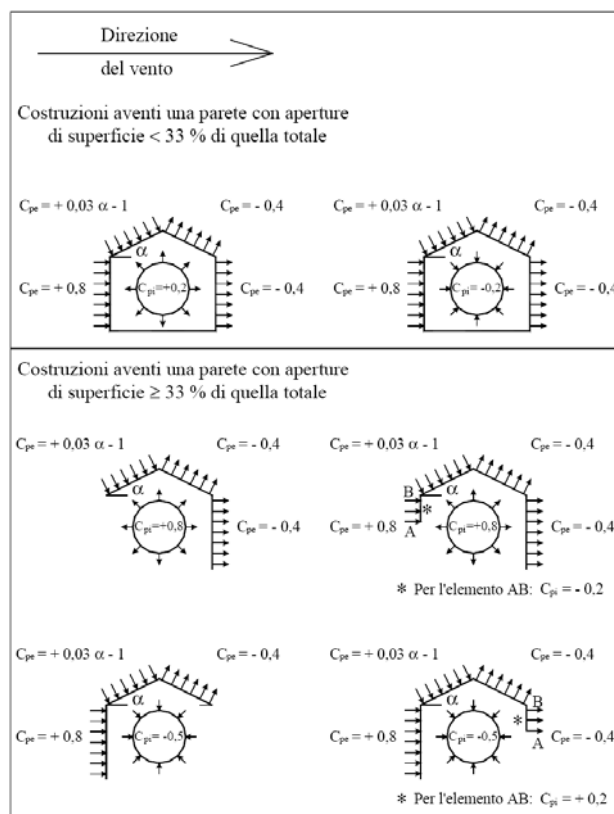 Direzione
del vento
Costruzioni aventi una parete con aperture
di superficie < 33 % di quella totale
Cpe = + 0,03 α - 1 Cpe = - 0,4 Cpe = + 0,03 α - 1 Cpe = - 0,4
α α
Cpe = + 0,8 Cpi=+0,2 Cpe = - 0,4 Cpe = + 0,8 Cpi= -0,2 Cpe = - 0,4
Costruzioni aventi una parete con aperture
di superficie ≥ 33 % di quella totale
Cpe = + 0,03 α - 1 Cpe = - 0,4 Cpe = + 0,03 α - 1 Cpe = - 0,4
α B α
Cpi=+0,8 Cpe = - 0,4 Cpe = + 0,8 A * Cpi=+0,8 Cpe = - 0,4
* Per l'elemento AB: Cpi = - 0,2
Cpe = + 0,03 α - 1 Cpe = - 0,4 Cpe = + 0,03 α - 1 Cpe = - 0,4
α α B
Cpe = + 0,8 Cpi= -0,5 Cpe = + 0,8 Cpi= -0,5 * A Cpe = - 0,4
* Per l'elemento AB: Cpi = + 0,2